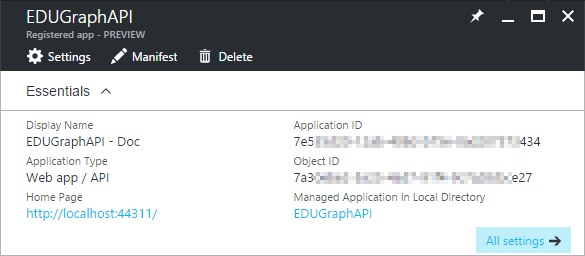 EDUGraphAPI
Registered app - PREVIEW
Settings Manifest Delete
Essentials
Display Name
EDUGraphAPI - Doc
Application Type
Web app / API
Home Page
http://localhost:44311/
Application ID
7e5 434
Object ID
7a3 e27
Managed Application In Local Directory
EDUGraphAPI
All settings